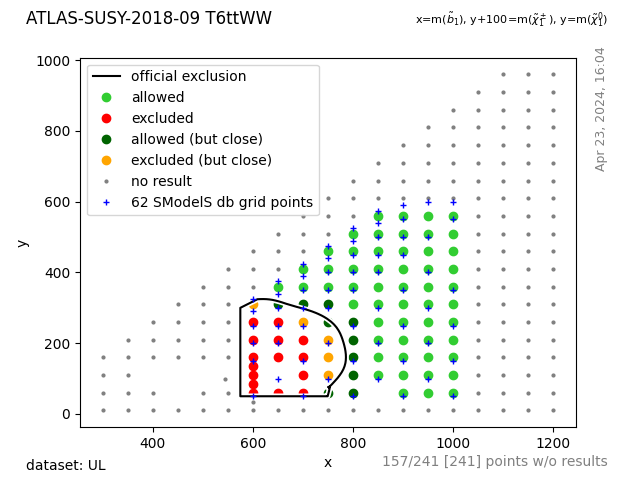 ATLAS-SUSY-2018-09 T6ttWW
x=m(b̃₁), y+100=m(χ̃₁⁺), y=m(χ̃₁⁰)
1000
800
600
400
200
0
y
official exclusion
allowed
excluded
allowed (but close)
excluded (but close)
no result
62 SModelS db grid points
Apr 23, 2024, 16:04
400
600
800
1000
1200
x
dataset: UL
157/241 [241] points w/o results